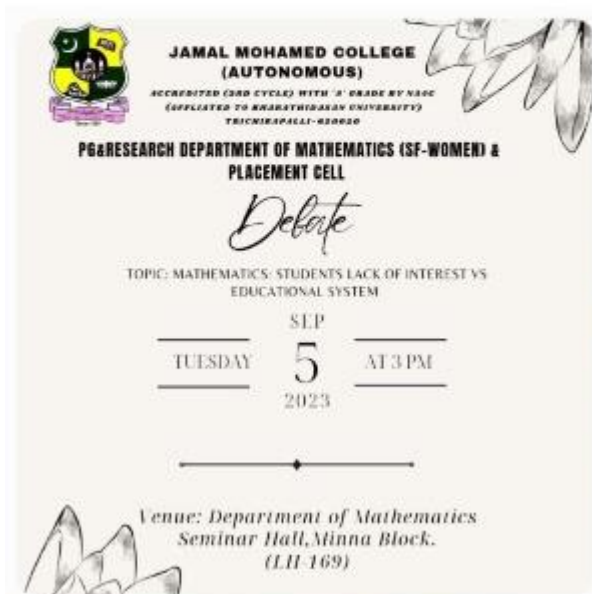 JAMAL MOHAMED COLLEGE
(AUTONOMOUS)
ACCREDITED (3RD CYCLE) WITH 'A' GRADE BY NAAC
(AFFLIATED TO BHARATHIDASAN UNIVERSITY)
TRICHIRAPALLI-620020
PG&RESEARCH DEPARTMENT OF MATHEMATICS (SF-WOMEN) &
PLACEMENT CELL
Debate
TOPIC: MATHEMATICS: STUDENTS LACK OF INTEREST VS
EDUCATIONAL SYSTEM
SEP
TUESDAY 5 AT 3 PM
2023
Venue: Department of Mathematics
Seminar Hall,Minna Block.
(LH-169)